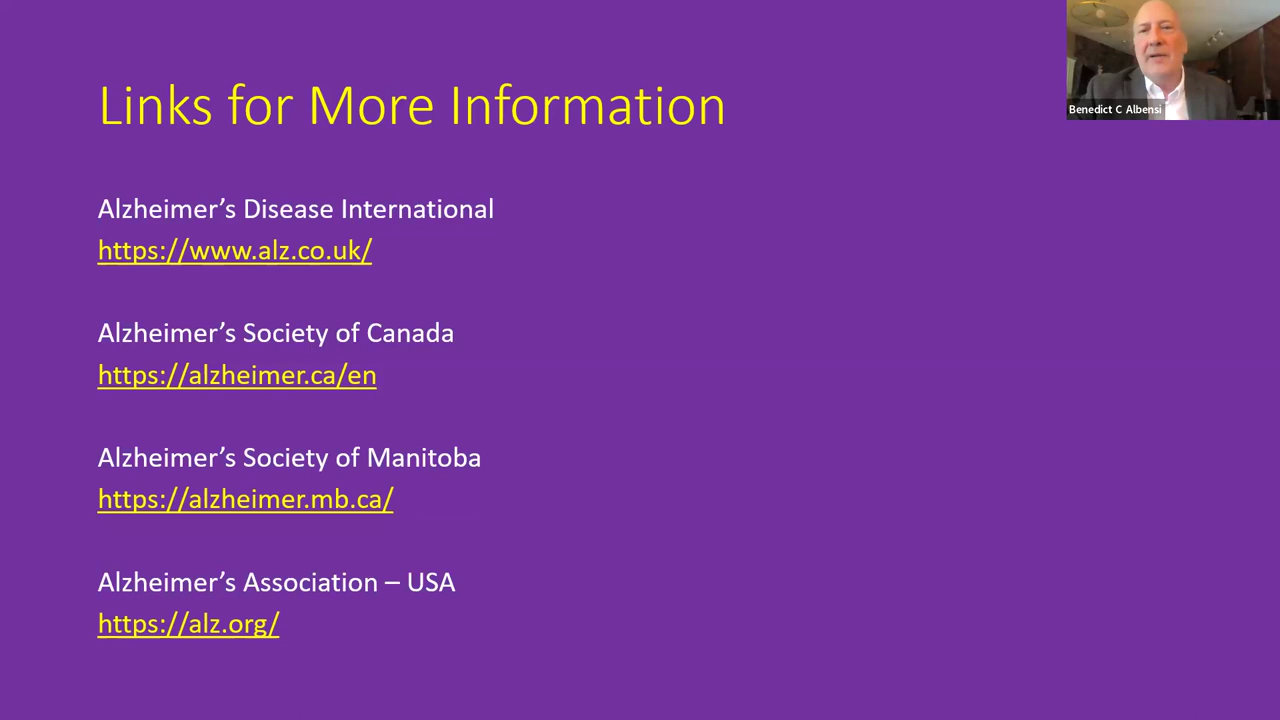 Links for More Information
Benedict C Albensi
Alzheimer’s Disease International
https://www.alz.co.uk/
Alzheimer’s Society of Canada
https://alzheimer.ca/en
Alzheimer’s Society of Manitoba
https://alzheimer.mb.ca/
Alzheimer’s Association – USA
https://alz.org/